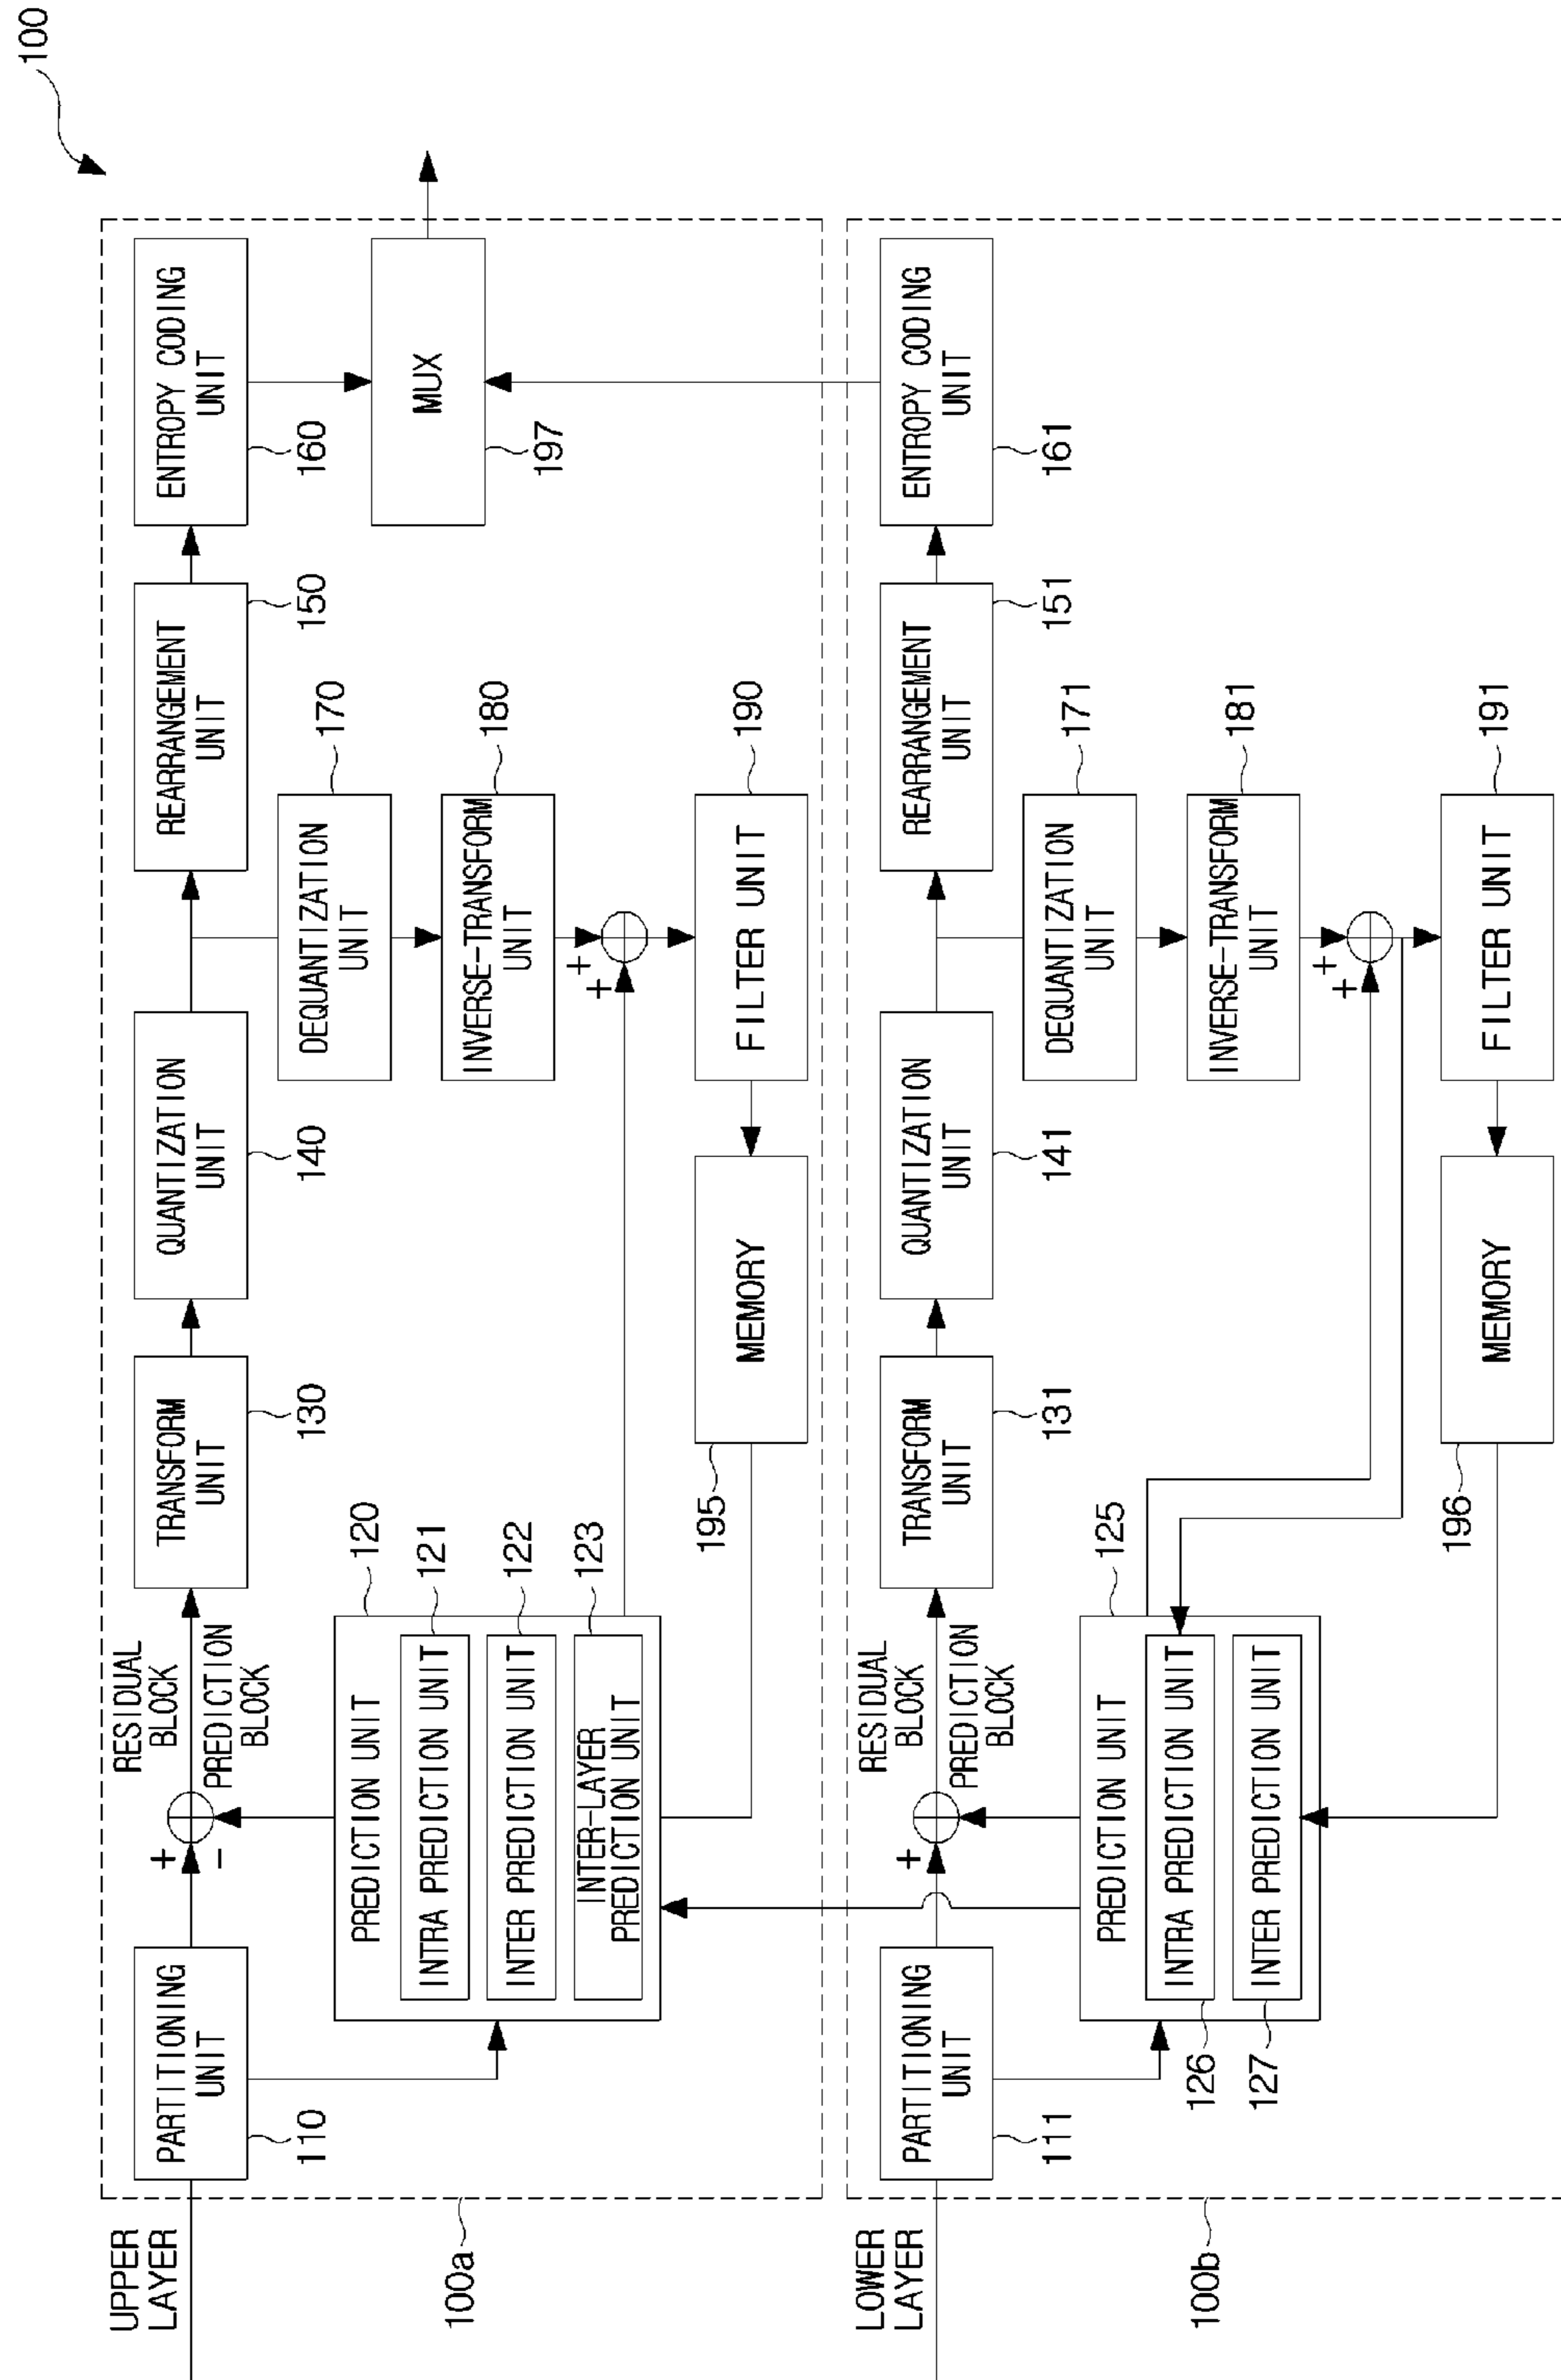 100
UPPER
LAYER
100a
PARTITIONING
UNIT
110
+
-
RESIDUAL
BLOCK
PREDICTION
BLOCK
TRANSFORM
UNIT
130
QUANTIZATION
UNIT
140
REARRANGEMENT
UNIT
150
ENTROPY CODING
UNIT
160
PREDICTION UNIT
120
INTRA PREDICTION UNIT
121
INTER PREDICTION UNIT
122
INTER-LAYER
PREDICTION UNIT
123
DEQUANTIZATION
UNIT
170
INVERSE-TRANSFORM
UNIT
180
+
+
FILTER UNIT
190
MEMORY
195
MUX
197
LOWER
LAYER
100b
PARTITIONING
UNIT
111
+
RESIDUAL
BLOCK
PREDICTION
BLOCK
TRANSFORM
UNIT
131
QUANTIZATION
UNIT
141
REARRANGEMENT
UNIT
151
ENTROPY CODING
UNIT
161
PREDICTION UNIT
125
INTRA PREDICTION UNIT
126
INTER PREDICTION UNIT
127
DEQUANTIZATION
UNIT
171
INVERSE-TRANSFORM
UNIT
181
+
+
FILTER UNIT
191
MEMORY
196